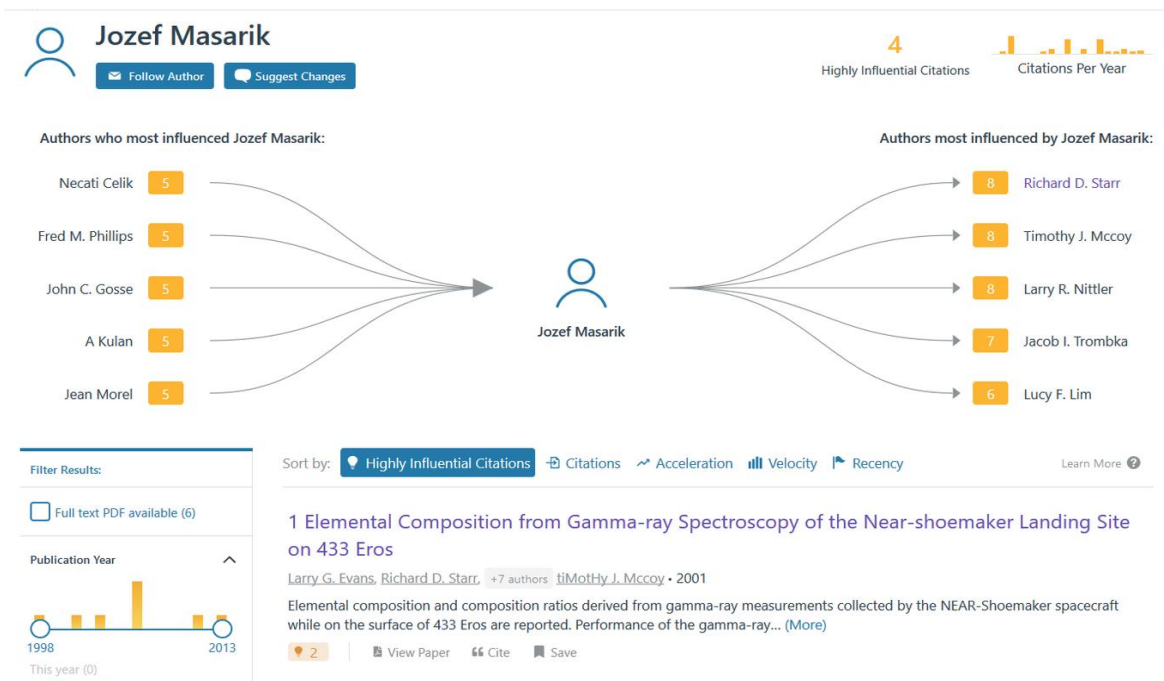 Jozef Masarik
Follow Author
Suggest Changes
4
Highly Influential Citations
Citations Per Year
Authors who most influenced Jozef Masarik:
Authors most influenced by Jozef Masarik:
Necati Celik 5
Fred M. Phillips 5
John C. Gosse 5
A Kulan 5
Jean Morel 5
Jozef Masarik
8 Richard D. Starr
8 Timothy J. Mccoy
8 Larry R. Nittler
7 Jacob I. Trombka
6 Lucy F. Lim
Filter Results:
Full text PDF available (6)
Publication Year
1998 2013
This year (0)
Sort by: Highly Influential Citations Citations Acceleration Velocity Recency Learn More ?
1 Elemental Composition from Gamma-ray Spectroscopy of the Near-shoemaker Landing Site
on 433 Eros
Larry G. Evans, Richard D. Starr, +7 authors tiMotHy J. Mccoy • 2001
Elemental composition and composition ratios derived from gamma-ray measurements collected by the NEAR-Shoemaker spacecraft
while on the surface of 433 Eros are reported. Performance of the gamma-ray... (More)
2 View Paper Cite Save